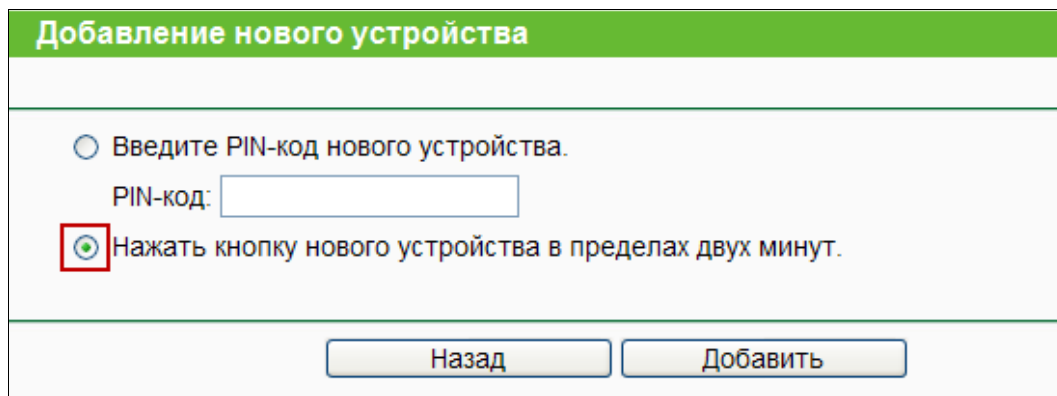 Добавление нового устройства
Введите PIN-код нового устройства.
PIN-код:
Нажать кнопку нового устройства в пределах двух минут.
Назад Добавить